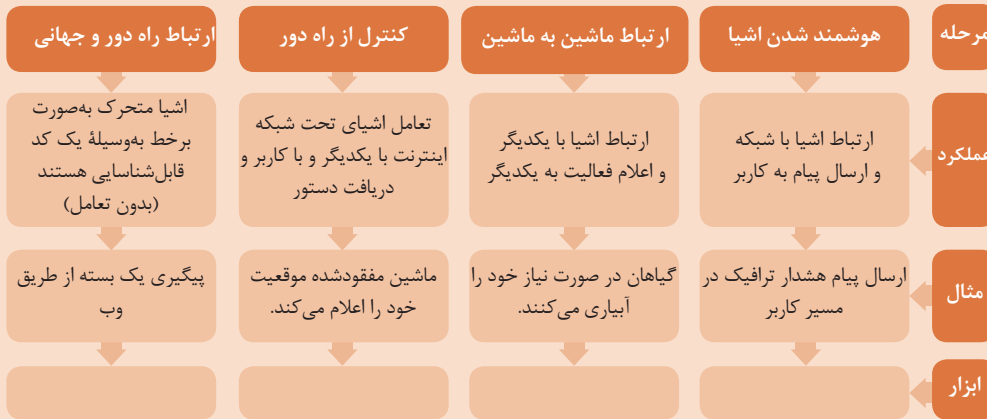 مرحله
هوشمند شدن اشیا
ارتباط ماشین به ماشین
کنترل از راه دور
ارتباط راه دور و جهانی
عملکرد
ارتباط اشیا با شبکه
و ارسال پیام به کاربر
ارتباط اشیا با یکدیگر
و اعلام فعالیت به یکدیگر
تعامل اشیای تحت شبکه
اینترنت با یکدیگر و با کاربر و
دریافت دستور
اشیا متحرک به‌صورت
برخط به‌وسیلهٔ یک کد
قابل‌شناسایی هستند
(بدون تعامل)
مثال
ارسال پیام هشدار ترافیک در
مسیر کاربر
گیاهان در صورت نیاز خود را
آبیاری می‌کنند.
ماشین مفقودشده موقعیت
خود را اعلام می‌کند.
پیگیری یک بسته از طریق
وب
ابزار